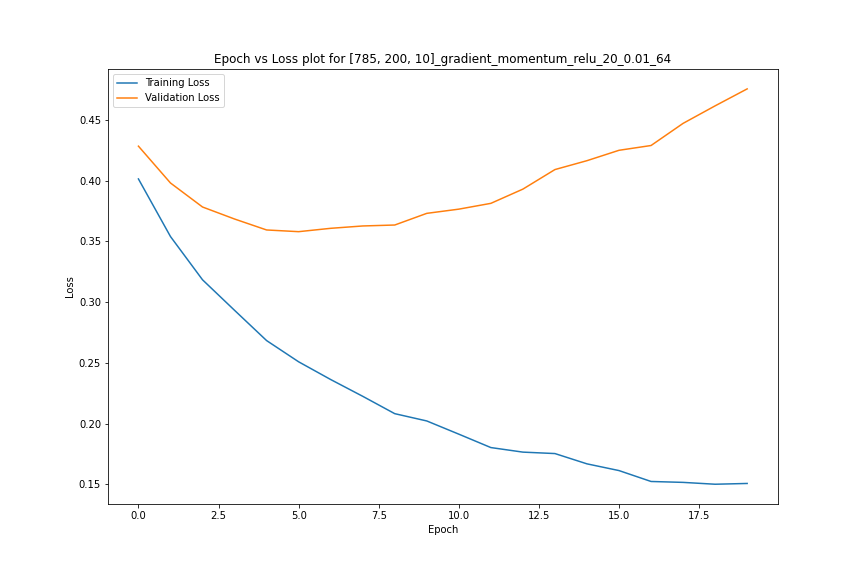 Epoch vs Loss plot for [785, 200, 10]_gradient_momentum_relu_20_0.01_64
Training Loss
Validation Loss
0.45
0.40
0.35
0.30
0.25
0.20
0.15
Loss
0.0 2.5 5.0 7.5 10.0 12.5 15.0 17.5
Epoch